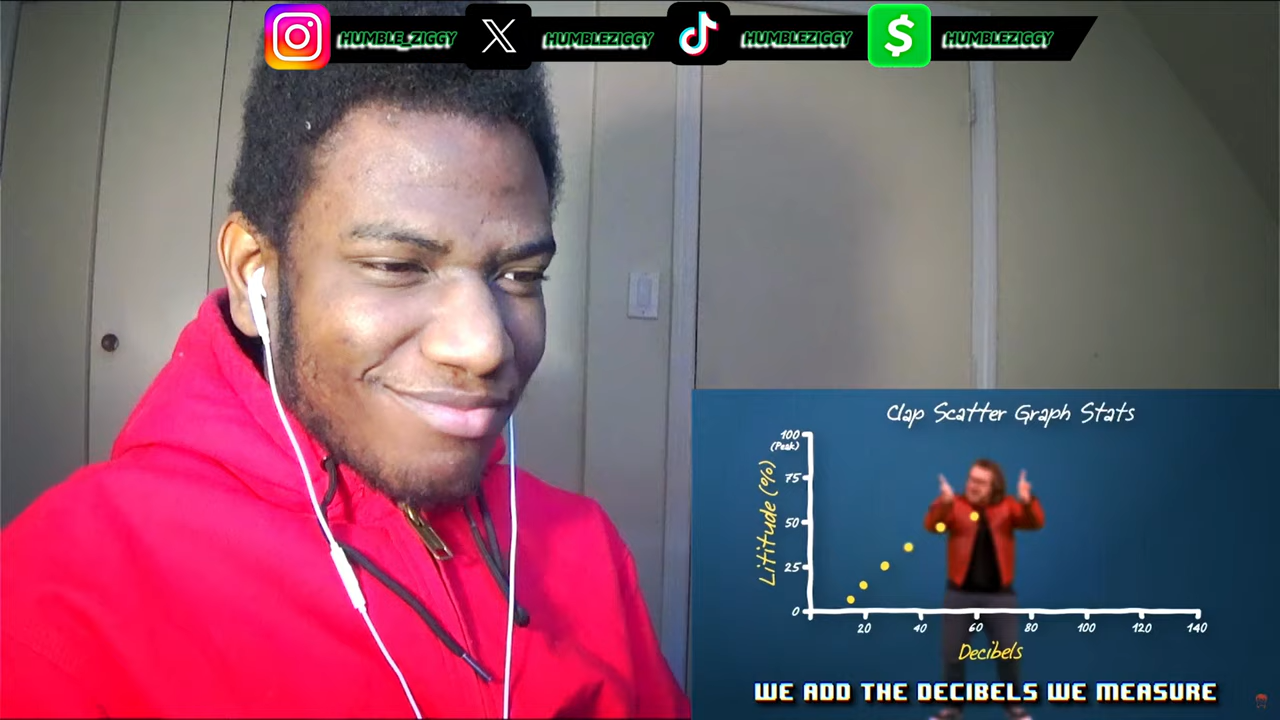 HUMBLE_ZIGGY
HUMBLEZIGGY
HUMBLEZIGGY
HUMBLEZIGGY
Clap Scatter Graph Stats
100
(Peak)
75
50
25
0
Lititude (%)
20 40 60 80 100 120 140
Decibels
WE ADD THE DECIBELS WE MEASURE